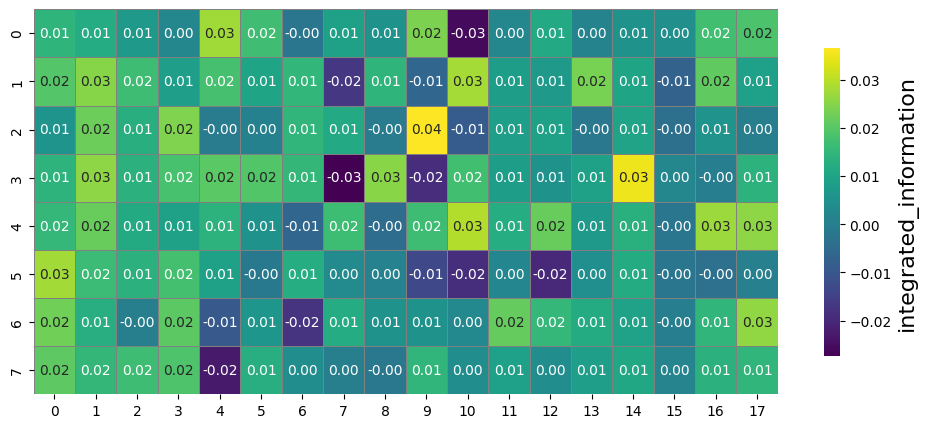 0 0.01 0.01 0.01 0.00 0.03 0.02 -0.00 0.01 0.01 0.02 -0.03 0.00 0.01 0.00 0.01 0.00 0.02 0.02
1 0.02 0.03 0.02 0.01 0.02 0.01 0.01 -0.02 0.01 -0.01 0.03 0.01 0.01 0.02 0.01 -0.01 0.02 0.01
2 0.01 0.02 0.01 0.02 -0.00 0.00 0.01 0.01 -0.00 0.04 -0.01 0.01 0.01 -0.00 0.01 -0.00 0.01 0.00
3 0.01 0.03 0.01 0.02 0.02 0.02 0.01 -0.03 0.03 -0.02 0.02 0.01 0.01 0.01 0.03 0.00 -0.00 0.01
4 0.02 0.02 0.01 0.01 0.01 0.01 -0.01 0.02 -0.00 0.02 0.03 0.01 0.02 0.01 0.01 -0.00 0.03 0.03
5 0.03 0.02 0.01 0.02 0.01 -0.00 0.01 0.00 0.00 -0.01 -0.02 0.00 -0.02 0.00 0.01 -0.00 -0.00 0.00
6 0.02 0.01 -0.00 0.02 -0.01 0.01 -0.02 0.01 0.01 0.01 0.00 0.02 0.02 0.01 0.01 -0.00 0.01 0.03
7 0.02 0.02 0.02 0.02 -0.02 0.01 0.00 0.00 -0.00 0.01 0.00 0.00 0.00 0.01 0.01 0.00 0.01 0.01
0 1 2 3 4 5 6 7 8 9 10 11 12 13 14 15 16 17
0.03
0.02
0.01
0.00
−0.01
−0.02
integrated_information